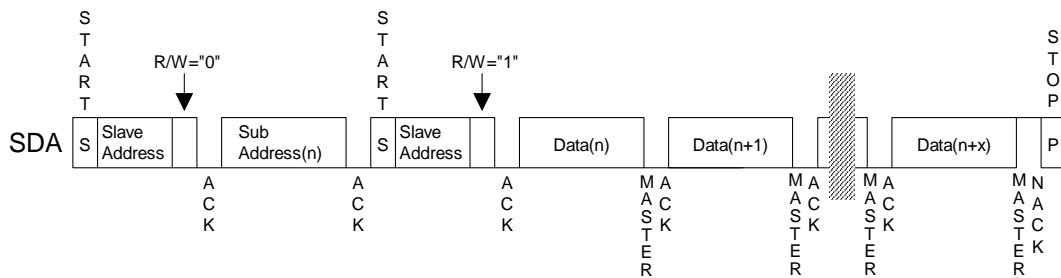 START
START
STOP
R/W="0"
R/W="1"
SDA
S
Slave
Address
Sub
Address(n)
S
Slave
Address
Data(n)
Data(n+1)
Data(n+x)
P
ACK
ACK
ACK
MASTER
ACK
MASTER
ACK
MASTER
ACK
MASTER
NACK